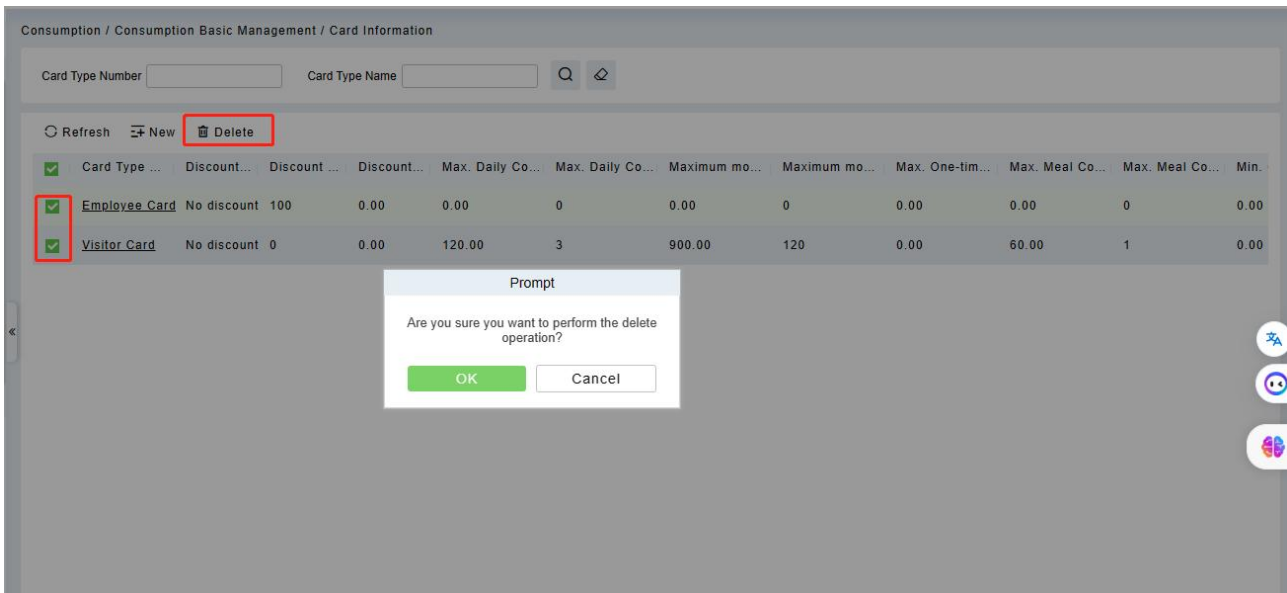 Consumption / Consumption Basic Management / Card Information
Card Type Number Card Type Name
Refresh New Delete
Card Type ... Discount... Discount ... Discount... Max. Daily Co... Max. Daily Co... Maximum mo... Maximum mo... Max. One-tim... Max. Meal Co... Max. Meal Co... Min.
Employee Card No discount 100 0.00 0.00 0 0.00 0 0.00 0.00 0 0.00
Visitor Card No discount 0 0.00 120.00 3 900.00 120 0.00 60.00 1 0.00
Prompt
Are you sure you want to perform the delete
operation?
OK Cancel